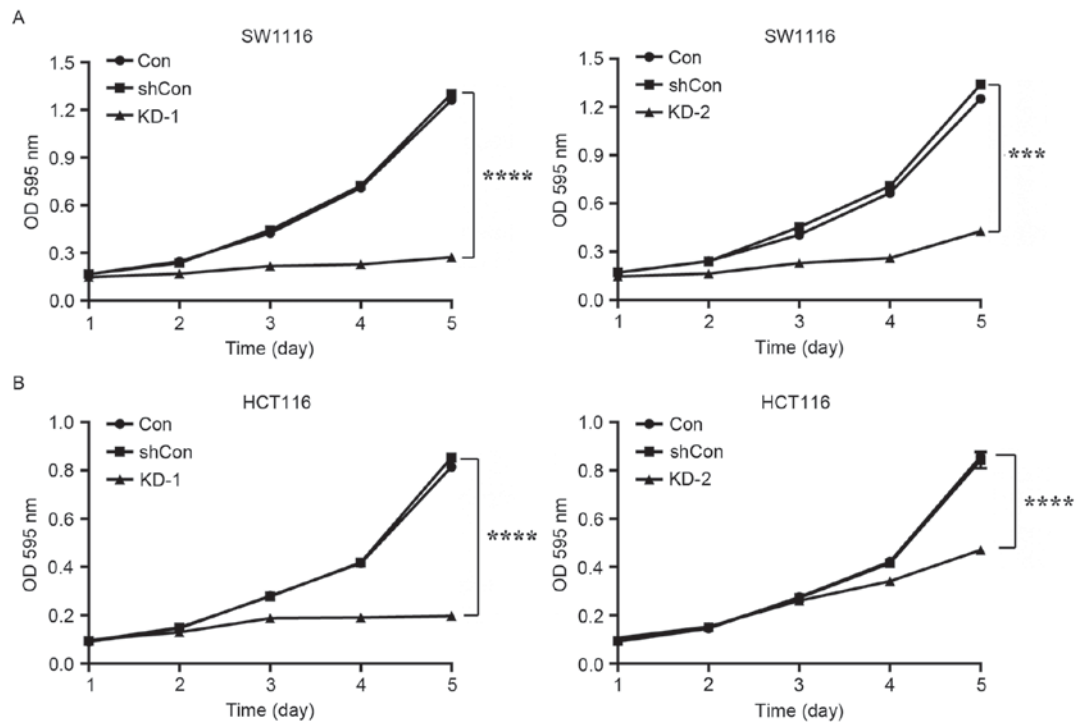 A
SW1116
Con
shCon
KD-1
1.5
1.2
0.9
0.6
0.3
0.0
OD 595 nm
1 2 3 4 5
Time (day)
****
SW1116
Con
shCon
KD-2
1.5
1.2
0.9
0.6
0.3
0.0
OD 595 nm
1 2 3 4 5
Time (day)
***
B
HCT116
Con
shCon
KD-1
1.0
0.8
0.6
0.4
0.2
0.0
OD 595 nm
1 2 3 4 5
Time (day)
****
HCT116
Con
shCon
KD-2
1.0
0.8
0.6
0.4
0.2
0.0
OD 595 nm
1 2 3 4 5
Time (day)
****